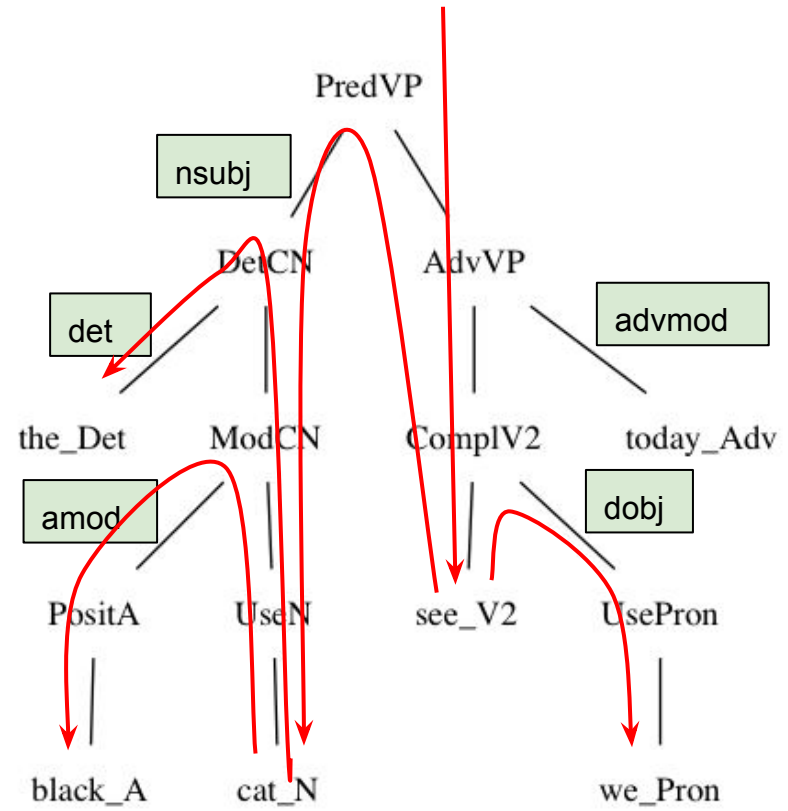 PredVP
nsubj
DetCN AdvVP
det advmod
the_Det ModCN ComplV2 today_Adv
amod dobj
PositA UseN see_V2 UsePron
black_A cat_N we_Pron